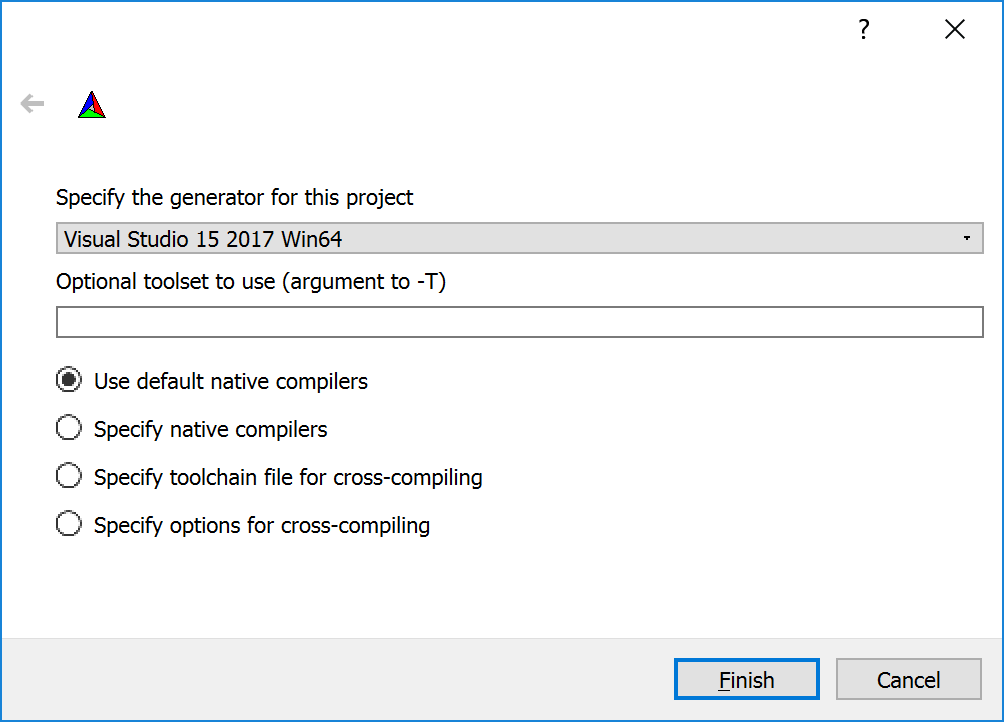 ?
Specify the generator for this project
Visual Studio 15 2017 Win64
Optional toolset to use (argument to -T)
Use default native compilers
Specify native compilers
Specify toolchain file for cross-compiling
Specify options for cross-compiling
Finish
Cancel